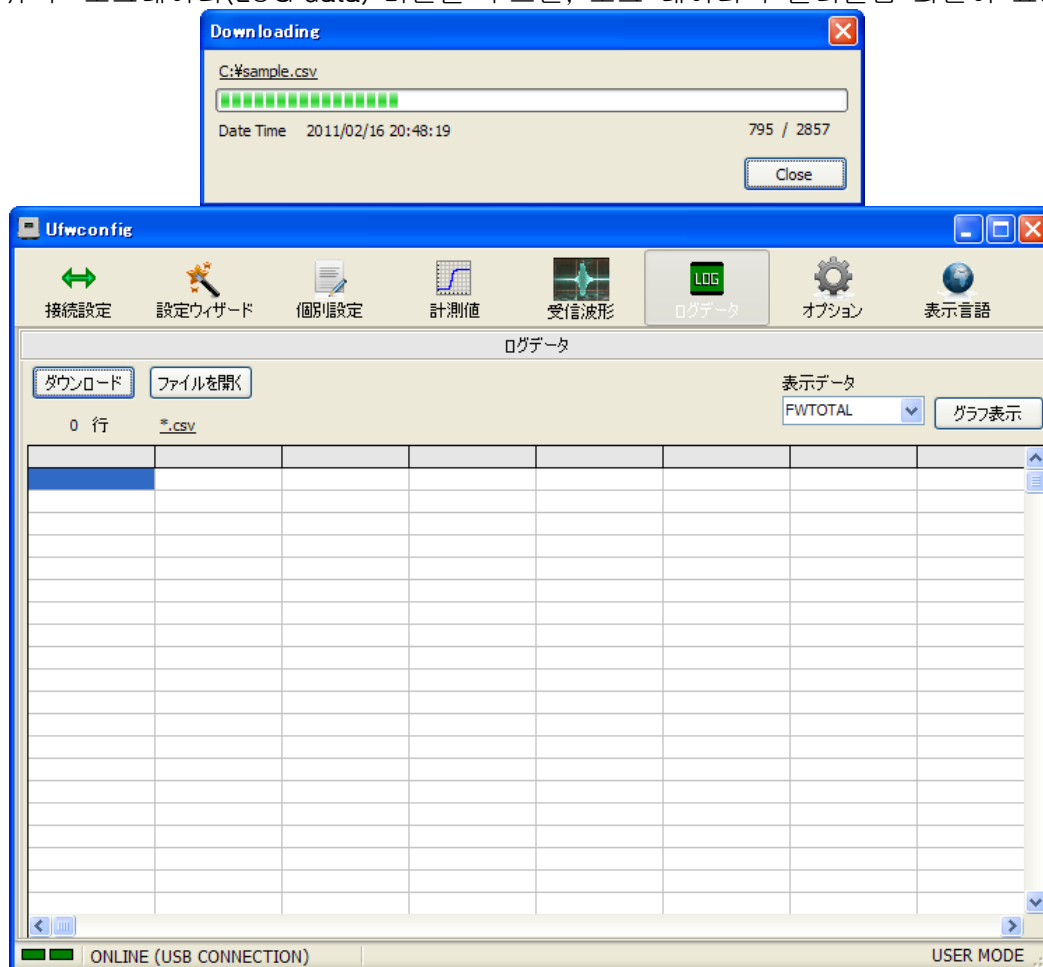 (LOG data)
Downloading
C:¥sample.csv
Date Time 2011/02/16 20:48:19 795 / 2857
Close
Ufwconfig
接続設定 設定ウィザード 個別設定 計測値 受信波形 ログデータ オプション 表示言語
LOG
ログデータ
ダウンロード ファイルを開く 表示データ
FWTOTAL グラフ表示
0 行 *.csv
ONLINE (USB CONNECTION) USER MODE